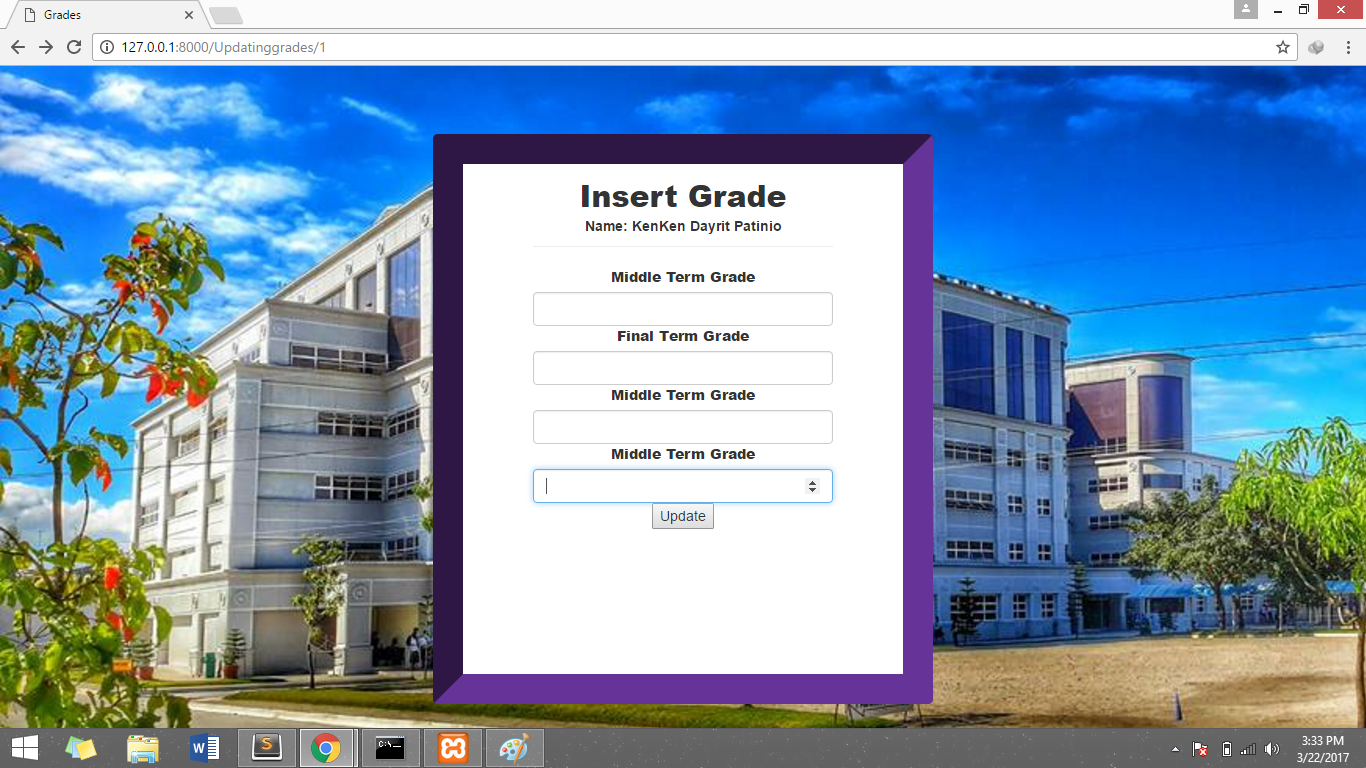 Grades
127.0.0.1:8000/Updatinggrades/1
Insert Grade
Name: KenKen Dayrit Patinio
Middle Term Grade
Final Term Grade
Middle Term Grade
Middle Term Grade
Update
3:33 PM
3/22/2017